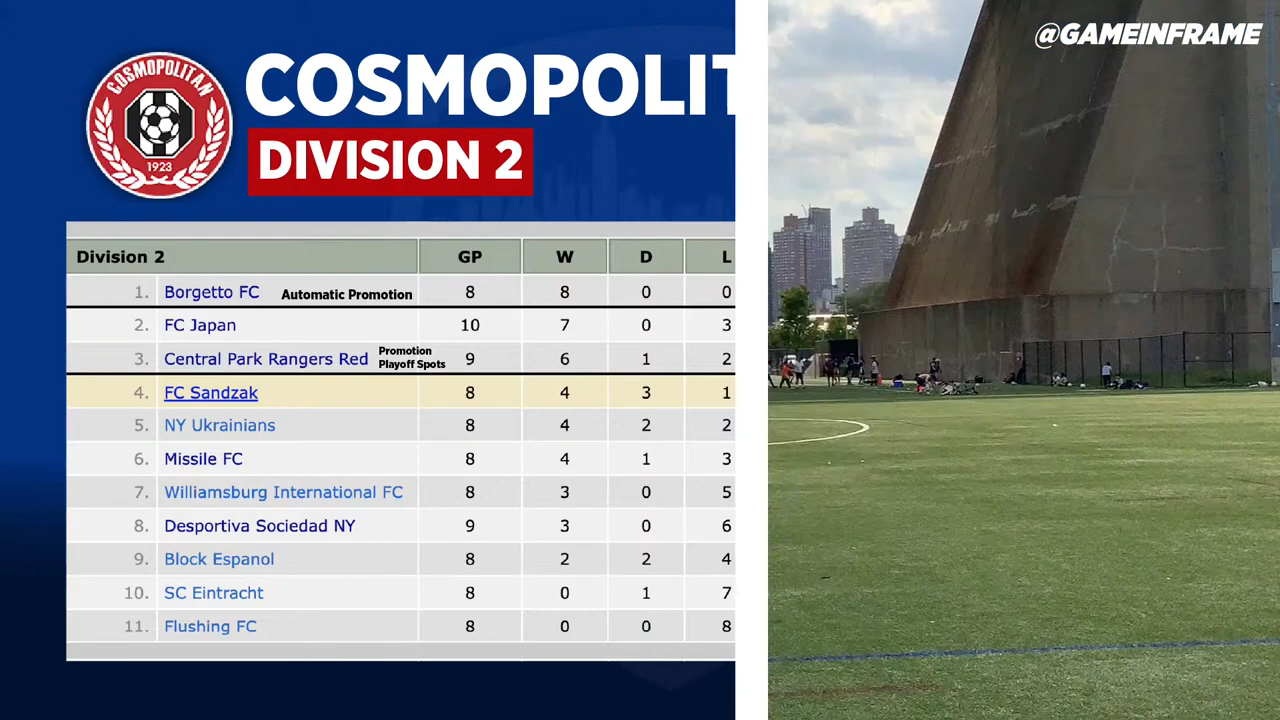 @GAMEINFRAME
COSMOPOLITAN
1923
COSMOPOLIT
DIVISION 2
Division 2 GP W D L
1. Borgetto FC Automatic Promotion 8 8 0 0
2. FC Japan 10 7 0 3
3. Central Park Rangers Red Promotion Playoff Spots 9 6 1 2
4. FC Sandzak 8 4 3 1
5. NY Ukrainians 8 4 2 2
6. Missile FC 8 4 1 3
7. Williamsburg International FC 8 3 0 5
8. Desportiva Sociedad NY 9 3 0 6
9. Block Espanol 8 2 2 4
10. SC Eintracht 8 0 1 7
11. Flushing FC 8 0 0 8